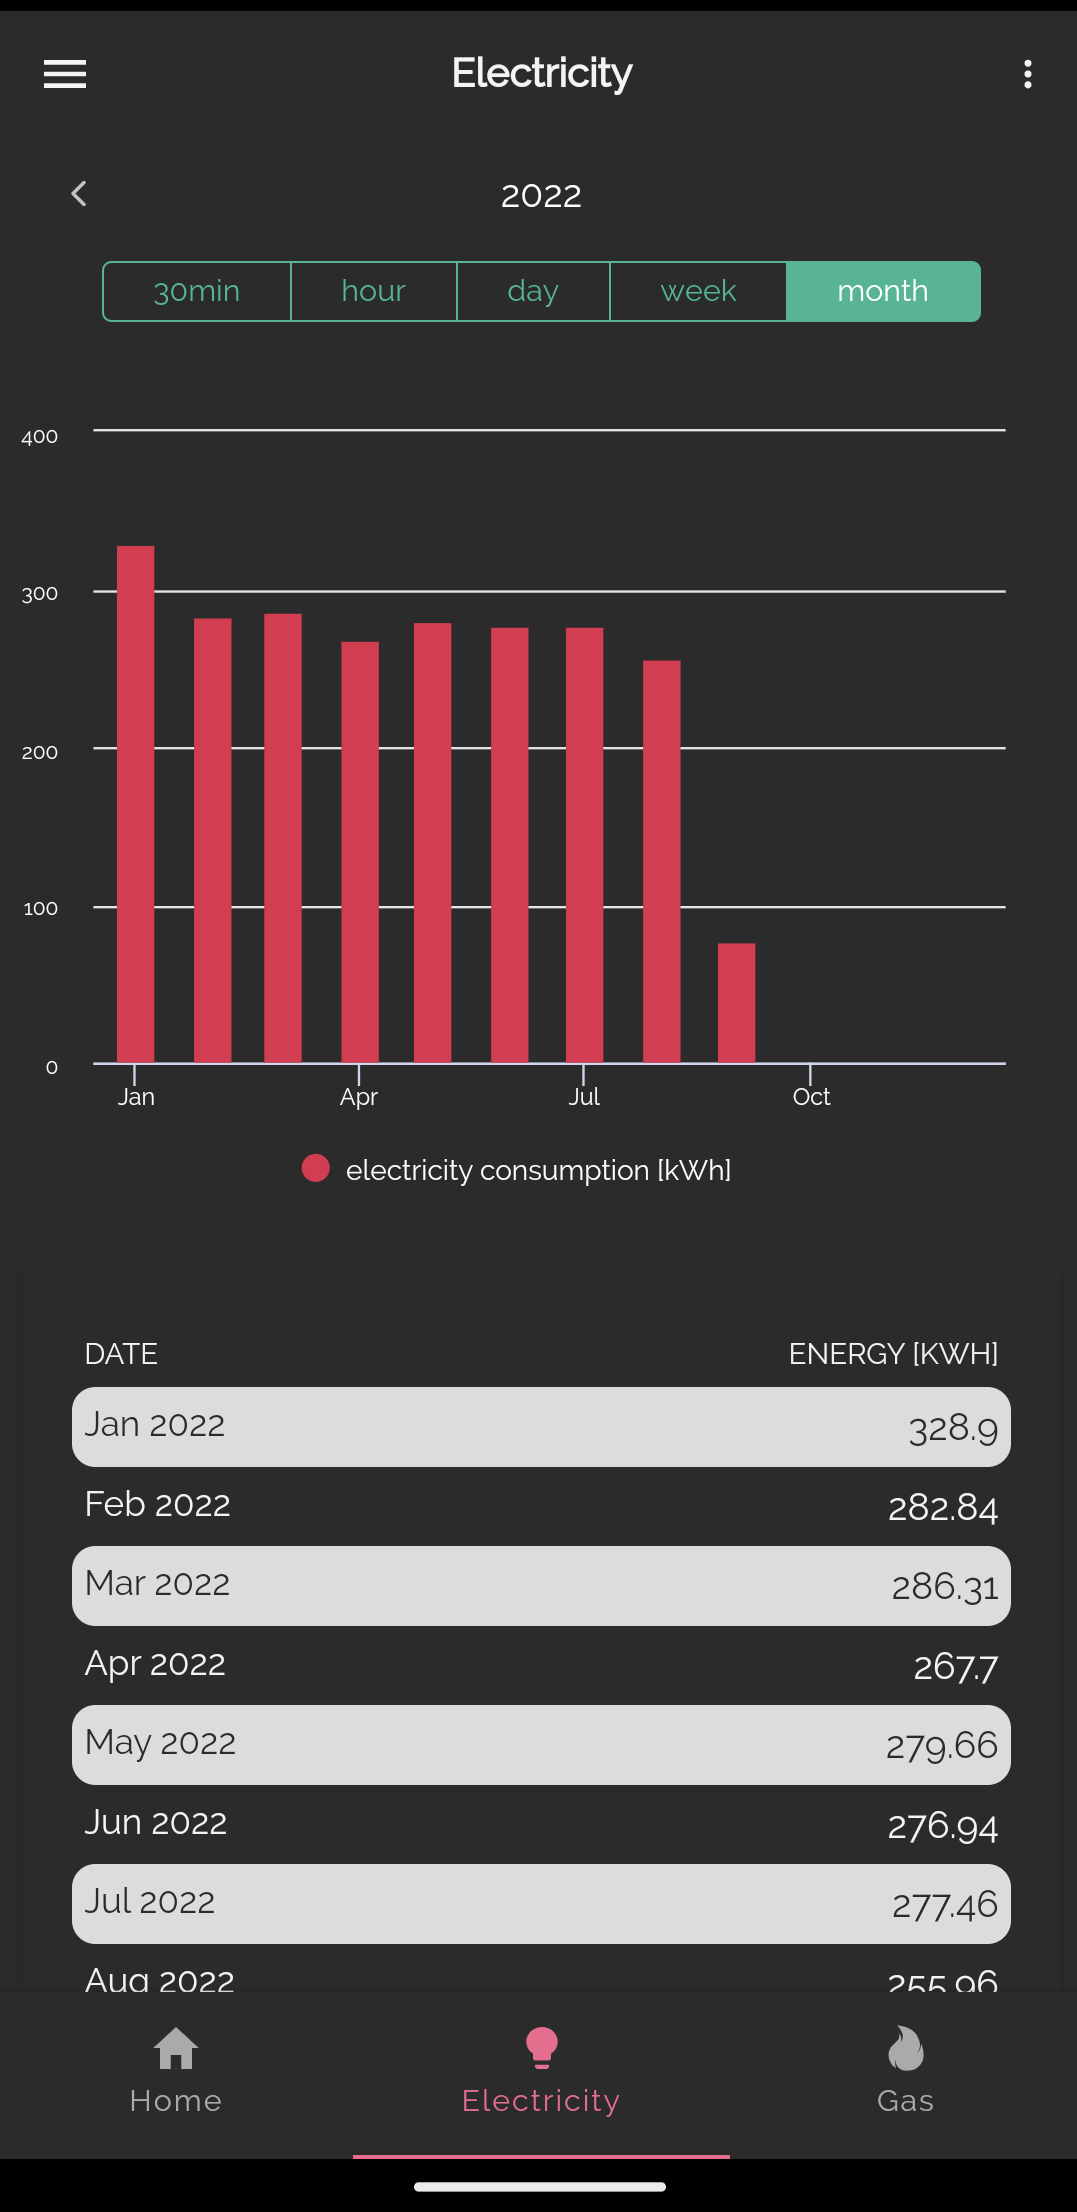 Electricity
2022
30min hour day week month
400
300
200
100
0
Jan Apr Jul Oct
electricity consumption [kWh]
DATE ENERGY [KWH]
Jan 2022 328.9
Feb 2022 282.84
Mar 2022 286.31
Apr 2022 267.7
May 2022 279.66
Jun 2022 276.94
Jul 2022 277.46
Aug 2022 255.96
Home Electricity Gas